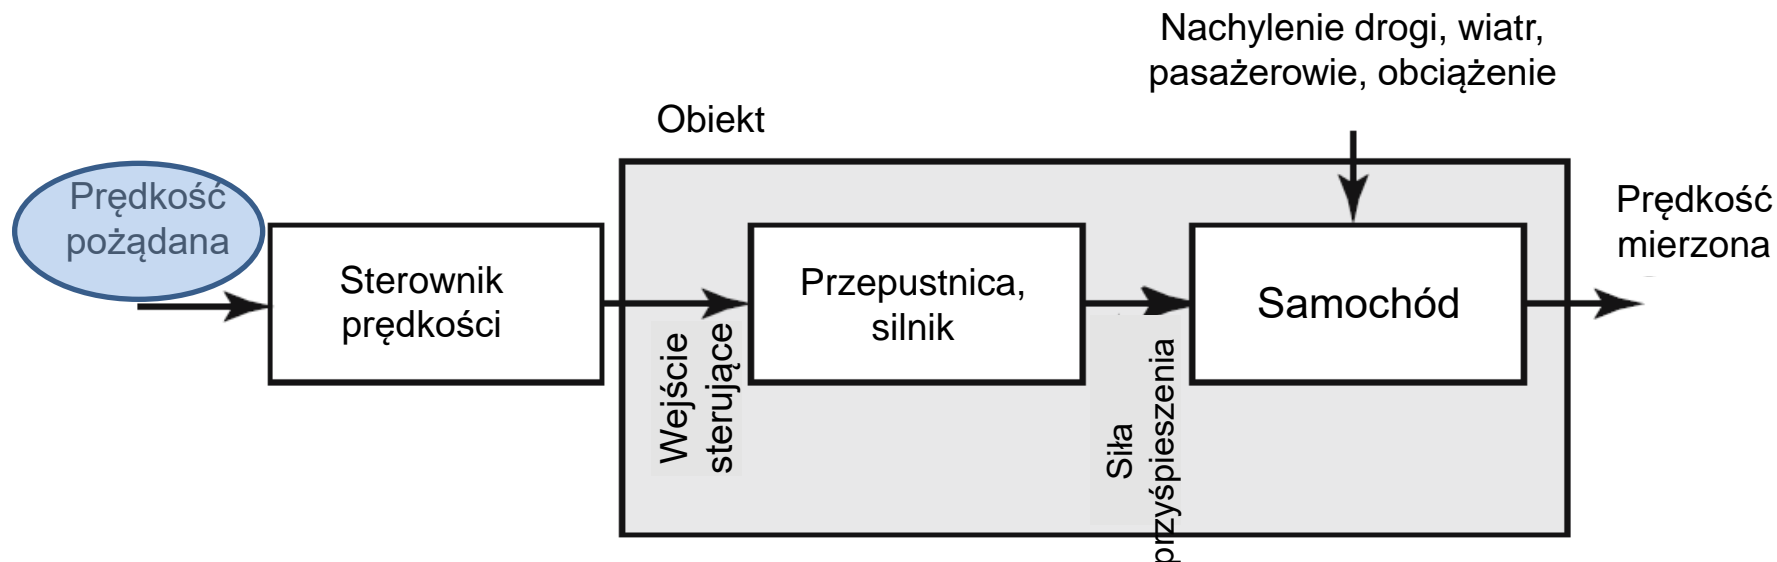 Nachylenie drogi, wiatr,
pasażerowie, obciążenie
Obiekt
Prędkość
pożądana
Sterownik
prędkości
Wejście
sterujące
Przepustnica,
silnik
Siła
przyśpieszenia
Samochód
Prędkość
mierzona